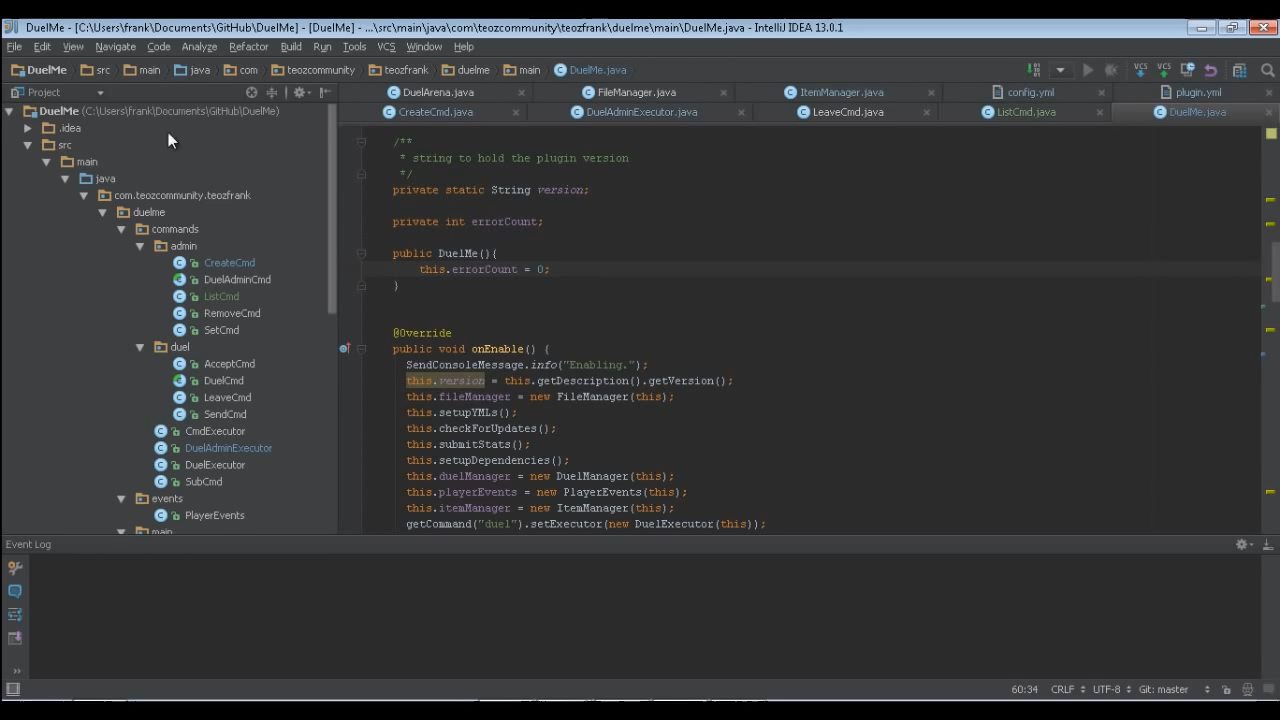 DuelMe - [C:\Users\frank\Documents\GitHub\DuelMe] - [DuelMe] - ...\src\main\java\com\teozcommunity\teozfrank\duelme\main\DuelMe.java - IntelliJ IDEA 13.0.1
File Edit View Navigate Code Analyze Refactor Build Run Tools VCS Window Help
DuelMe src main java com teozcommunity teozfrank duelme main DuelMe.java
Project
DuelArena.java FileManager.java ItemManager.java config.yml plugin.yml
CreateCmd.java DuelAdminExecutor.java LeaveCmd.java ListCmd.java DuelMe.java
DuelMe (C:\Users\frank\Documents\GitHub\DuelMe)
.idea
src
main
java
com.teozcommunity.teozfrank
duelme
commands
admin
CreateCmd
DuelAdminCmd
ListCmd
RemoveCmd
SetCmd
duel
AcceptCmd
DuelCmd
LeaveCmd
SendCmd
CmdExecutor
DuelAdminExecutor
DuelExecutor
SubCmd
events
PlayerEvents
main
/**
* string to hold the plugin version
*/
private static String version;
private int errorCount;
public DuelMe(){
this.errorCount = 0;
}
@Override
public void onEnable() {
SendConsoleMessage.info("Enabling.");
this.version = this.getDescription().getVersion();
this.fileManager = new FileManager(this);
this.setupYMLs();
this.checkForUpdates();
this.submitStats();
this.setupDependencies();
this.duelManager = new DuelManager(this);
this.playerEvents = new PlayerEvents(this);
this.itemManager = new ItemManager(this);
getCommand("duel").setExecutor(new DuelExecutor(this));
Event Log
60:34 CRLF UTF-8 Git: master